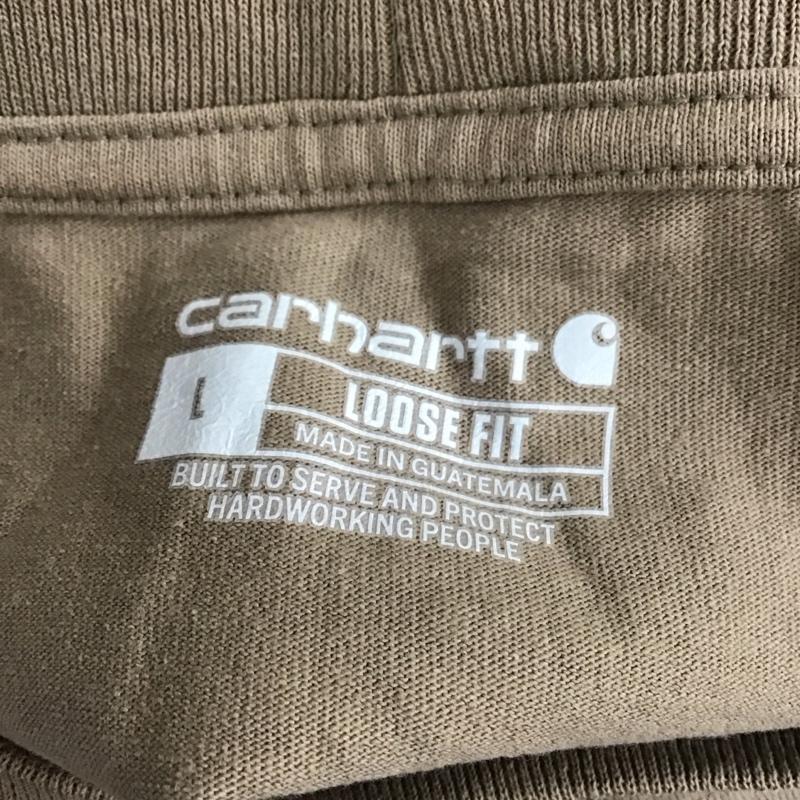 carhartt
L
LOOSE FIT
MADE IN GUATEMALA
BUILT TO SERVE AND PROTECT
HARDWORKING PEOPLE